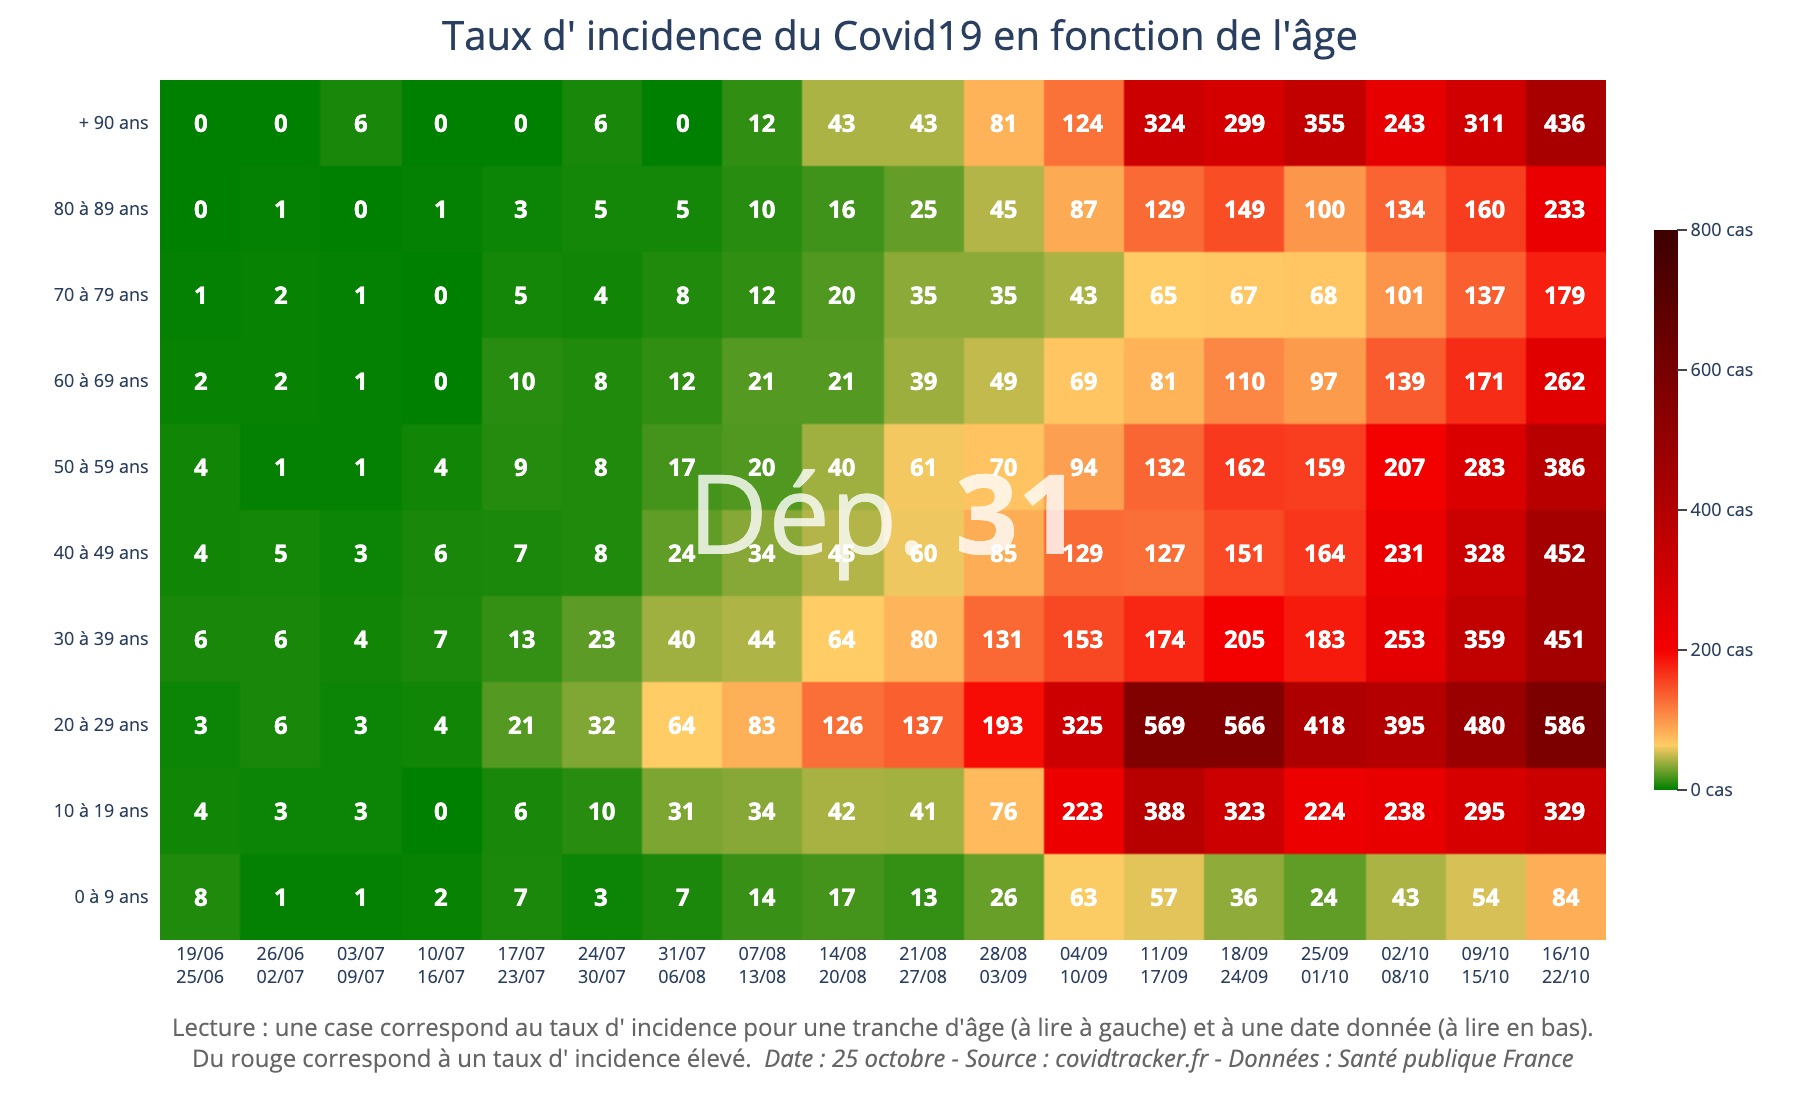 Taux d' incidence du Covid19 en fonction de l'âge
+ 90 ans 0 0 6 0 0 6 0 12 43 43 81 124 324 299 355 243 311 436
80 à 89 ans 0 1 0 1 3 5 5 10 16 25 45 87 129 149 100 134 160 233
70 à 79 ans 1 2 1 0 5 4 8 12 20 35 35 43 65 67 68 101 137 179
60 à 69 ans 2 2 1 0 10 8 12 21 21 39 49 69 81 110 97 139 171 262
50 à 59 ans 4 1 1 4 9 8 17 20 40 61 70 94 132 162 159 207 283 386
Dép. 31
40 à 49 ans 4 5 3 6 7 8 24 34 45 60 85 129 127 151 164 231 328 452
30 à 39 ans 6 6 4 7 13 23 40 44 64 80 131 153 174 205 183 253 359 451
20 à 29 ans 3 6 3 4 21 32 64 83 126 137 193 325 569 566 418 395 480 586
10 à 19 ans 4 3 3 0 6 10 31 34 42 41 76 223 388 323 224 238 295 329
0 à 9 ans 8 1 1 2 7 3 7 14 17 13 26 63 57 36 24 43 54 84
19/06 26/06 03/07 10/07 17/07 24/07 31/07 07/08 14/08 21/08 28/08 04/09 11/09 18/09 25/09 02/10 09/10 16/10
25/06 02/07 09/07 16/07 23/07 30/07 06/08 13/08 20/08 27/08 03/09 10/09 17/09 24/09 01/10 08/10 15/10 22/10
800 cas
600 cas
400 cas
200 cas
0 cas
Lecture : une case correspond au taux d' incidence pour une tranche d'âge (à lire à gauche) et à une date donnée (à lire en bas).
Du rouge correspond à un taux d' incidence élevé. Date : 25 octobre - Source : covidtracker.fr - Données : Santé publique France